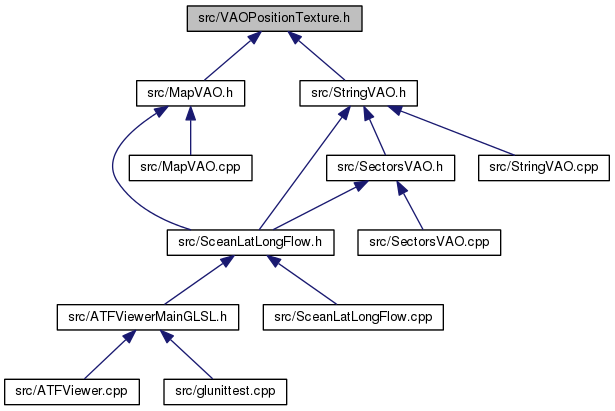 src/VAOPositionTexture.h
src/MapVAO.h
src/StringVAO.h
src/MapVAO.cpp
src/SectorsVAO.h
src/StringVAO.cpp
src/SceanLatLongFlow.h
src/SectorsVAO.cpp
src/ATFViewerMainGLSL.h
src/SceanLatLongFlow.cpp
src/ATFViewer.cpp
src/glunittest.cpp